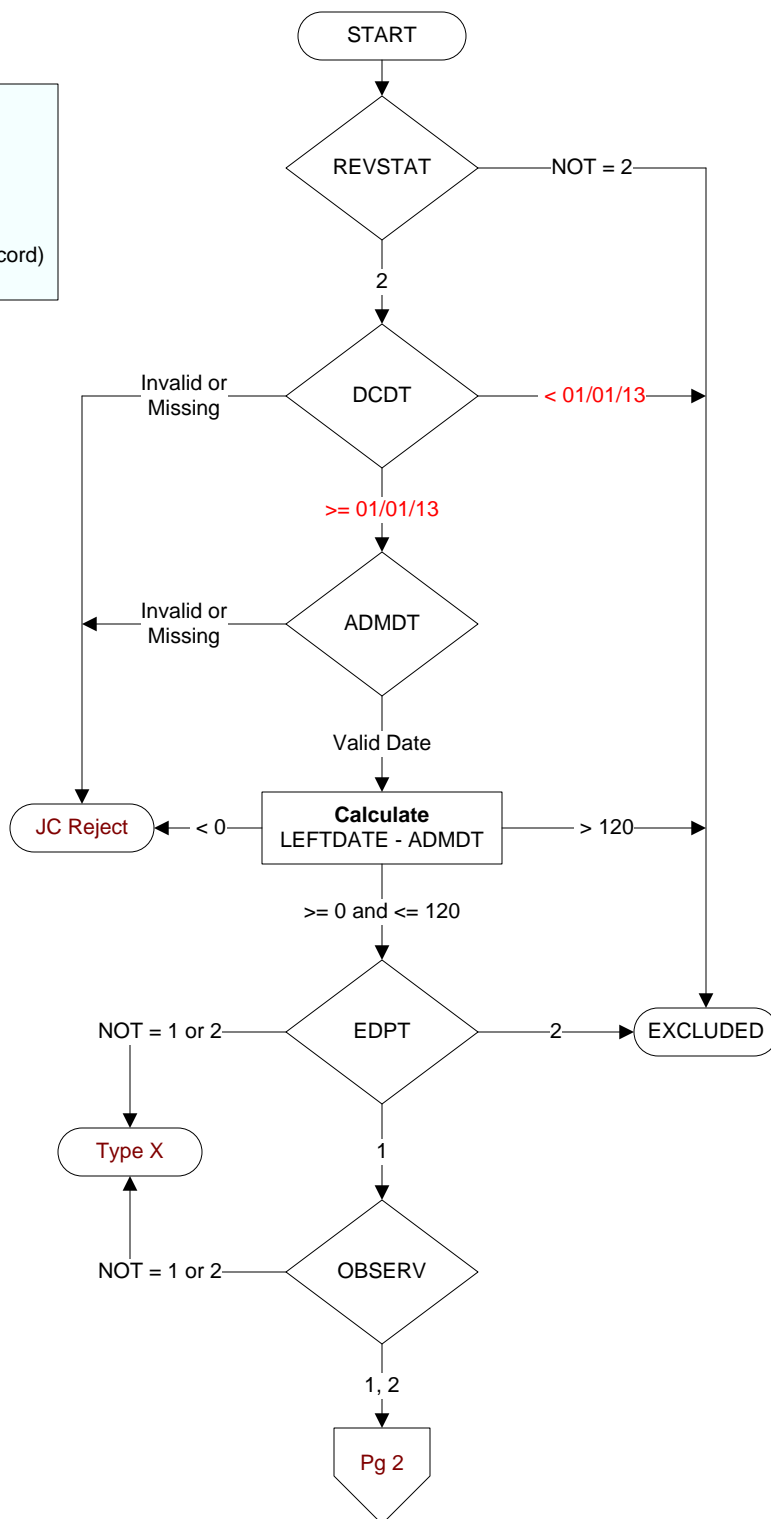 START
REVSTAT
NOT = 2
cord)
2
Invalid or
Missing
DCDT
< 01/01/13
>= 01/01/13
Invalid or
Missing
ADMDT
Valid Date
JC Reject
< 0
Calculate
LEFTDATE - ADMDT
> 120
>= 0 and <= 120
NOT = 1 or 2
EDPT
2
EXCLUDED
Type X
1
NOT = 1 or 2
OBSERV
1, 2
Pg 2